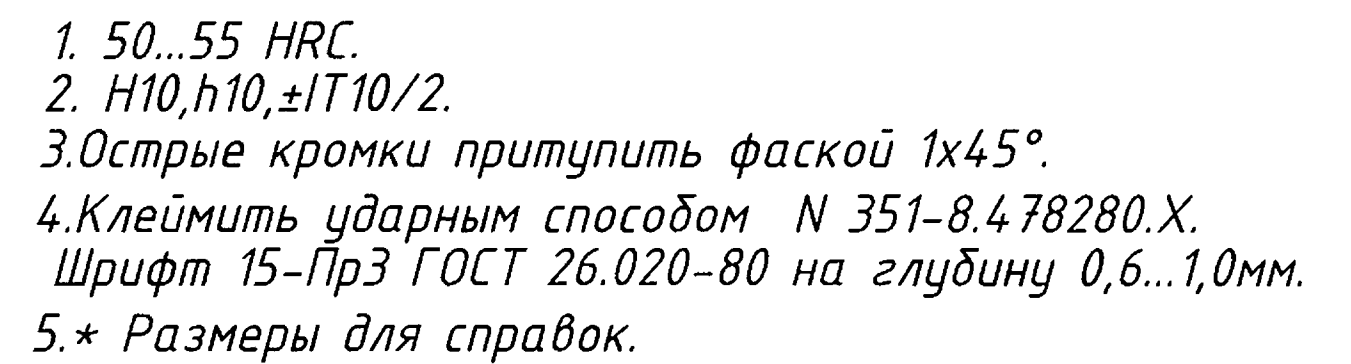 1. 50...55 HRC.
2. H10,h10,±IT10/2.
3.Острые кромки притупить фаской 1x45°.
4.Клеймить ударным способом N 351-8.478280.X.
Шрифт 15-Пр3 ГОСТ 26.020-80 на глубину 0,6...1,0мм.
5.* Размеры для справок.